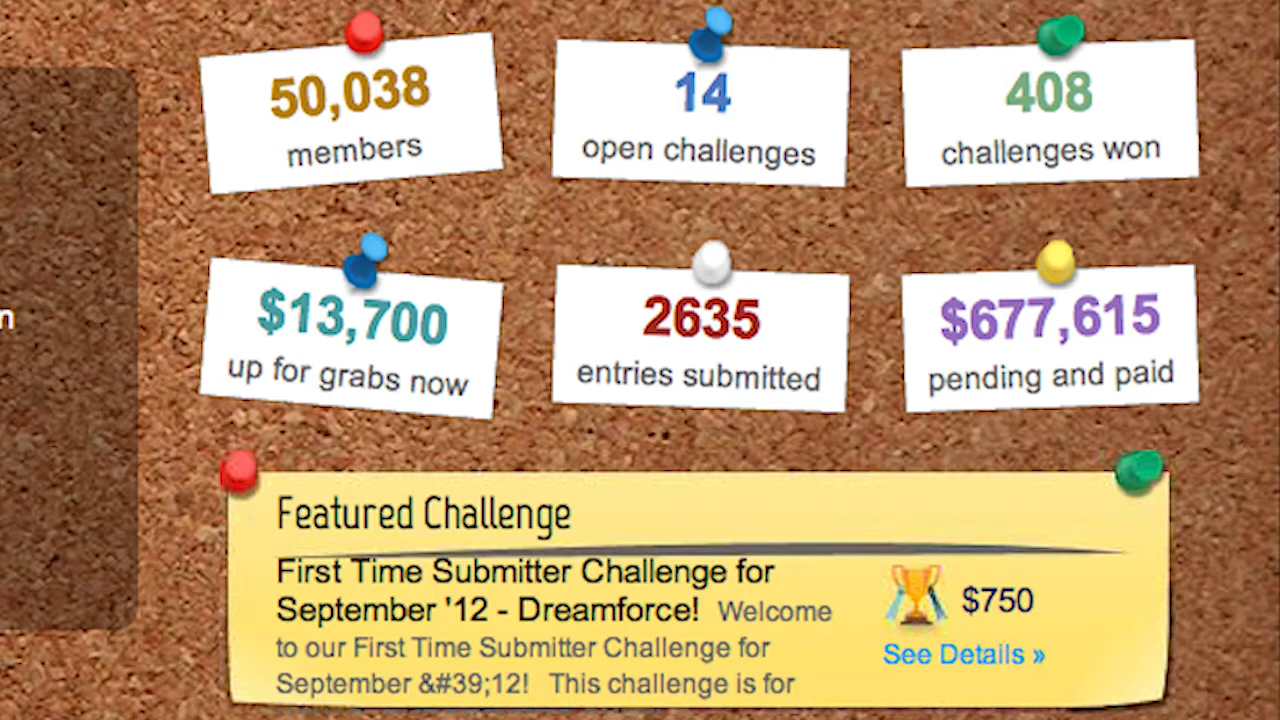 50,038
members
14
open challenges
408
challenges won
n
$13,700
up for grabs now
2635
entries submitted
$677,615
pending and paid
Featured Challenge
First Time Submitter Challenge for
September '12 - Dreamforce! Welcome
to our First Time Submitter Challenge for
September &#39;12! This challenge is for
$750
See Details »